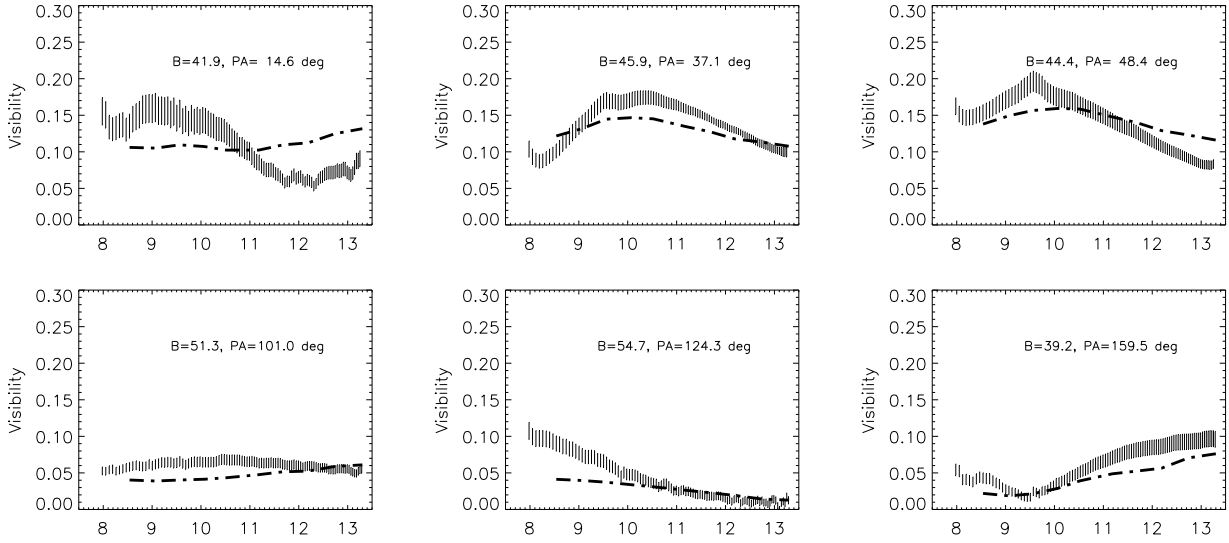 0.30
0.25
0.20
0.15
0.10
0.05
0.00
Visibility
B=41.9, PA= 14.6 deg
8 9 10 11 12 13
0.30
0.25
0.20
0.15
0.10
0.05
0.00
Visibility
B=45.9, PA= 37.1 deg
8 9 10 11 12 13
0.30
0.25
0.20
0.15
0.10
0.05
0.00
Visibility
B=44.4, PA= 48.4 deg
8 9 10 11 12 13
0.30
0.25
0.20
0.15
0.10
0.05
0.00
Visibility
B=51.3, PA=101.0 deg
8 9 10 11 12 13
0.30
0.25
0.20
0.15
0.10
0.05
0.00
Visibility
B=54.7, PA=124.3 deg
8 9 10 11 12 13
0.30
0.25
0.20
0.15
0.10
0.05
0.00
Visibility
B=39.2, PA=159.5 deg
8 9 10 11 12 13